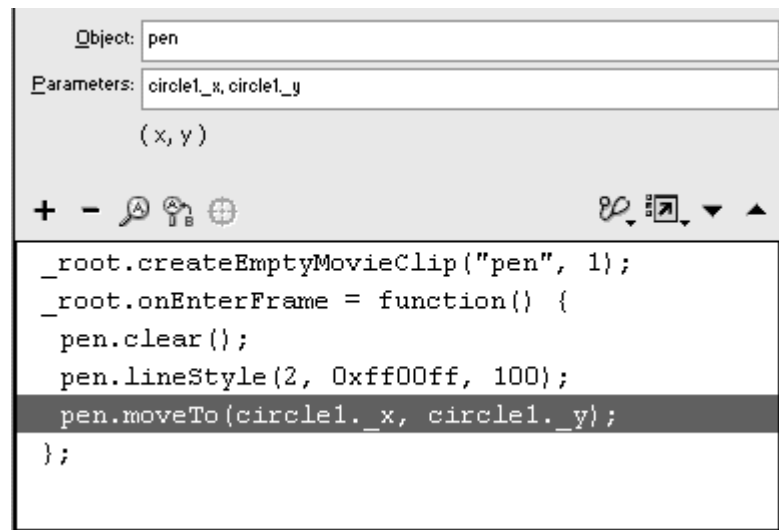 Object: pen
Parameters: circle1._x, circle1._y
(x, y)
_root.createEmptyMovieClip("pen", 1);
_root.onEnterFrame = function() {
pen.clear();
pen.lineStyle(2, 0xff00ff, 100);
pen.moveTo(circle1._x, circle1._y);
};